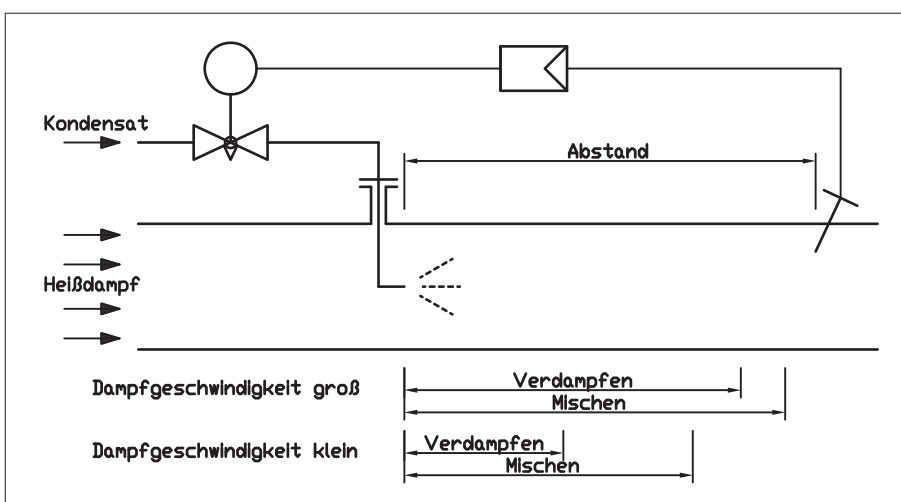 Kondensat
Abstand
Heißdampf
Dampfgeschwindigkeit groß
Verdampfen
Mischen
Dampfgeschwindigkeit klein
Verdampfen
Mischen